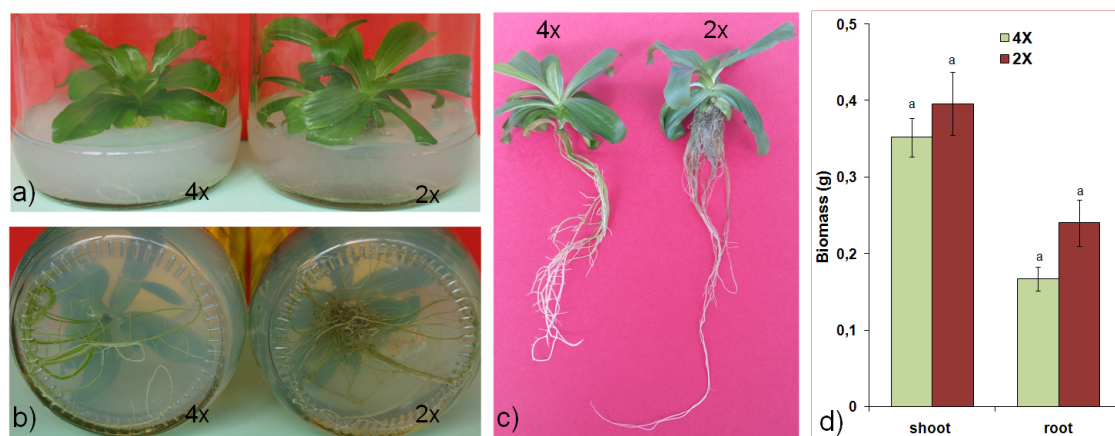 4x
2x
a)
4x
2x
b)
4x
2x
c)
0,5
0,4
0,3
0,2
0,1
0
Biomass (g)
4X
2X
a
a
a
a
shoot
root
d)